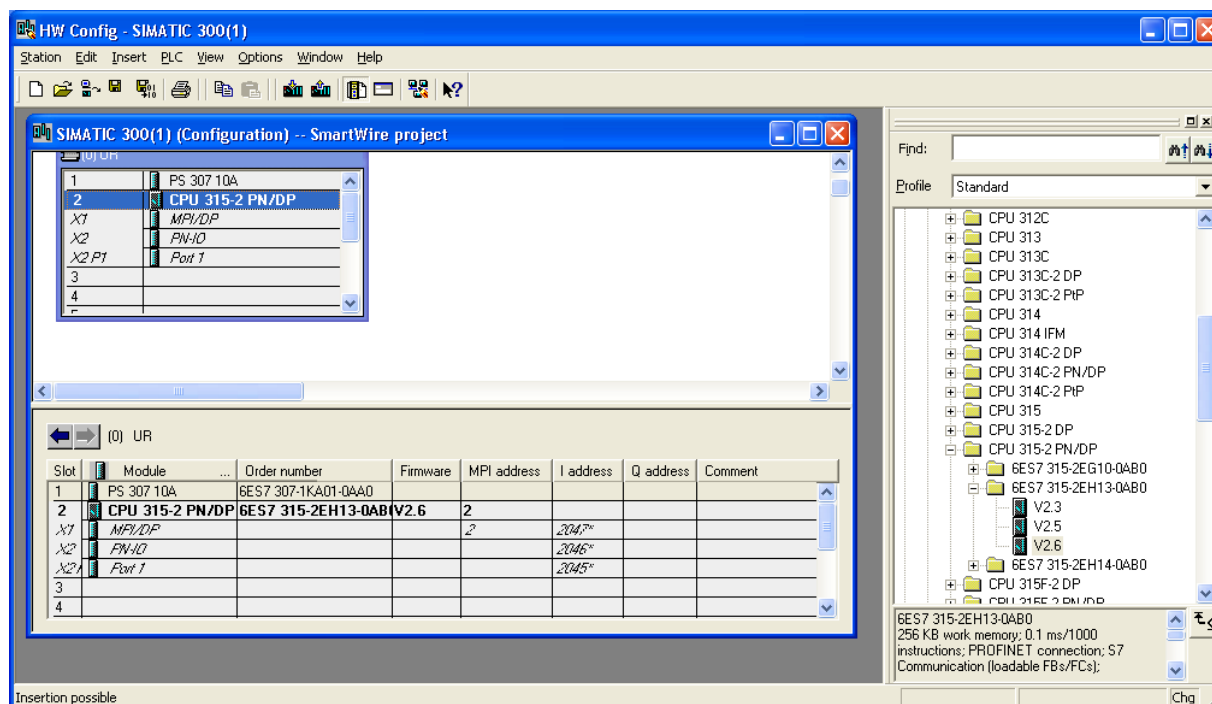 HW Config - SIMATIC 300(1)
Station Edit Insert PLC View Options Window Help
SIMATIC 300(1) (Configuration) -- SmartWire project
(0) UR
1 PS 307 10A
2 CPU 315-2 PN/DP
X1 MPI/DP
X2 PN-IO
X2 P1 Port 1
3
4
(0) UR
Slot Module ... Order number Firmware MPI address I address Q address Comment
1 PS 307 10A 6ES7 307-1KA01-0AA0
2 CPU 315-2 PN/DP 6ES7 315-2EH13-0AB0 V2.6 2
X1 MPI/DP 2 2047*
X2 PN-IO 2046*
X2 Port 1 2045*
3
4
Find:
Profile Standard
CPU 312C
CPU 313
CPU 313C
CPU 313C-2 DP
CPU 313C-2 PtP
CPU 314
CPU 314 IFM
CPU 314C-2 DP
CPU 314C-2 PN/DP
CPU 314C-2 PtP
CPU 315
CPU 315-2 DP
CPU 315-2 PN/DP
6ES7 315-2EG10-0AB0
6ES7 315-2EH13-0AB0
V2.3
V2.5
V2.6
6ES7 315-2EH14-0AB0
CPU 315F-2 DP
CPU 315F-2 PN/DP
6ES7 315-2EH13-0AB0
256 KB work memory; 0.1 ms/1000
instructions; PROFINET connection; S7
Communication (loadable FBs/FCs);
Insertion possible
Chg